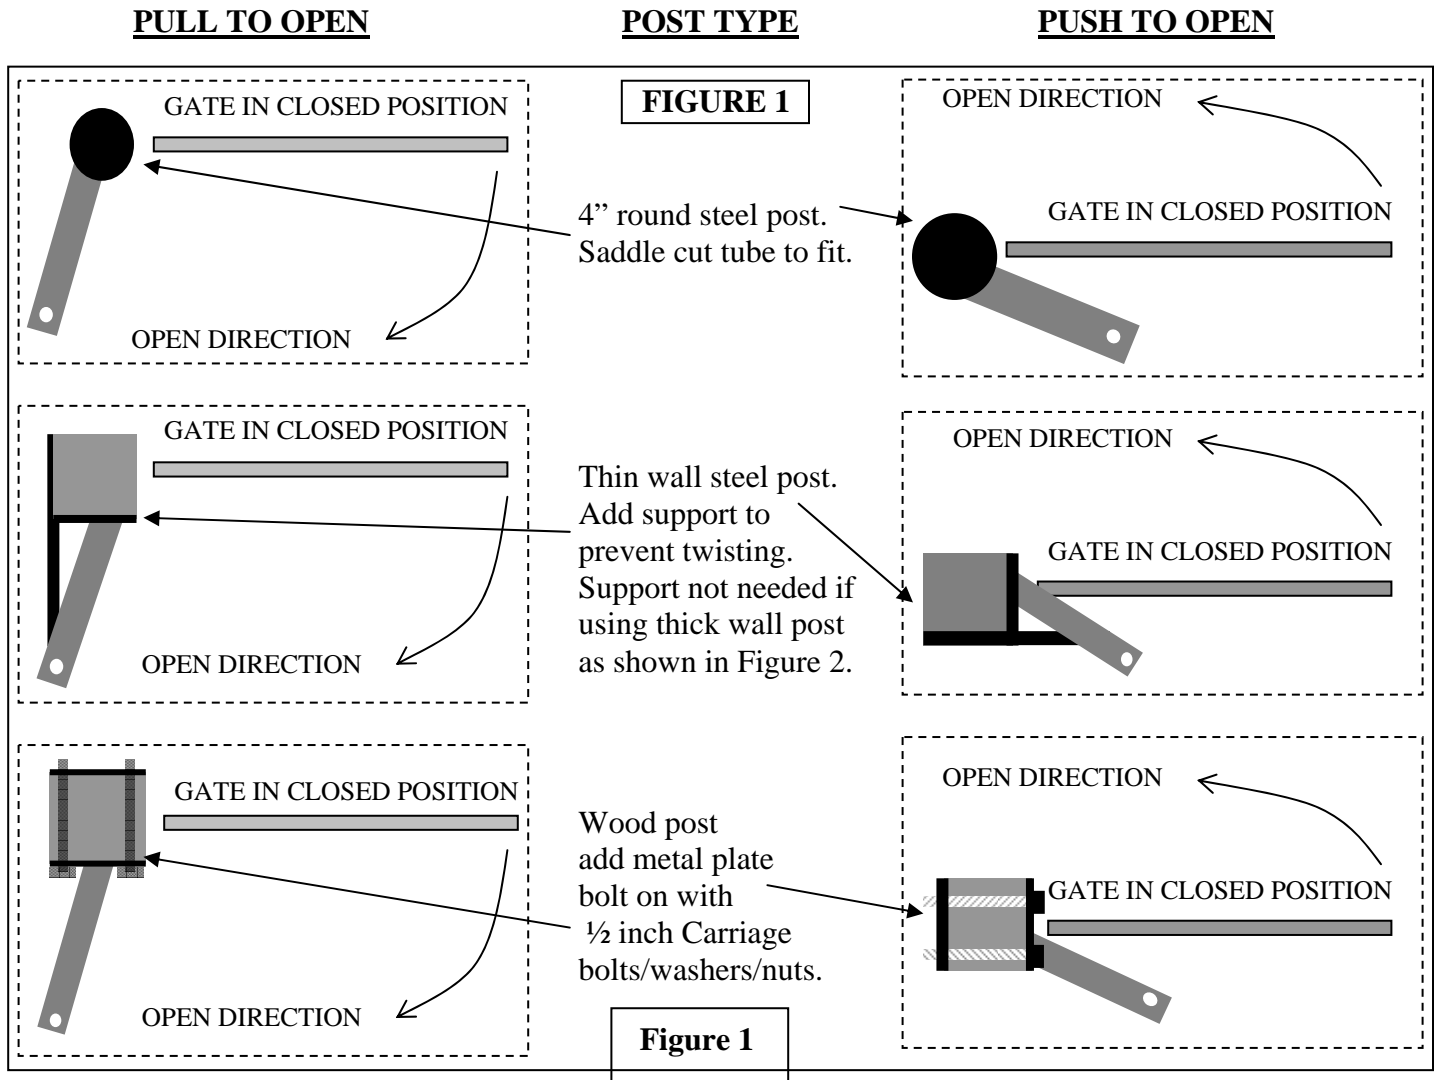 PULL TO OPEN
POST TYPE
PUSH TO OPEN
FIGURE 1
GATE IN CLOSED POSITION
OPEN DIRECTION
4” round steel post.
Saddle cut tube to fit.
OPEN DIRECTION
GATE IN CLOSED POSITION
GATE IN CLOSED POSITION
OPEN DIRECTION
Thin wall steel post.
Add support to
prevent twisting.
Support not needed if
using thick wall post
as shown in Figure 2.
OPEN DIRECTION
GATE IN CLOSED POSITION
GATE IN CLOSED POSITION
OPEN DIRECTION
Wood post
add metal plate
bolt on with
½ inch Carriage
bolts/washers/nuts.
OPEN DIRECTION
GATE IN CLOSED POSITION
Figure 1